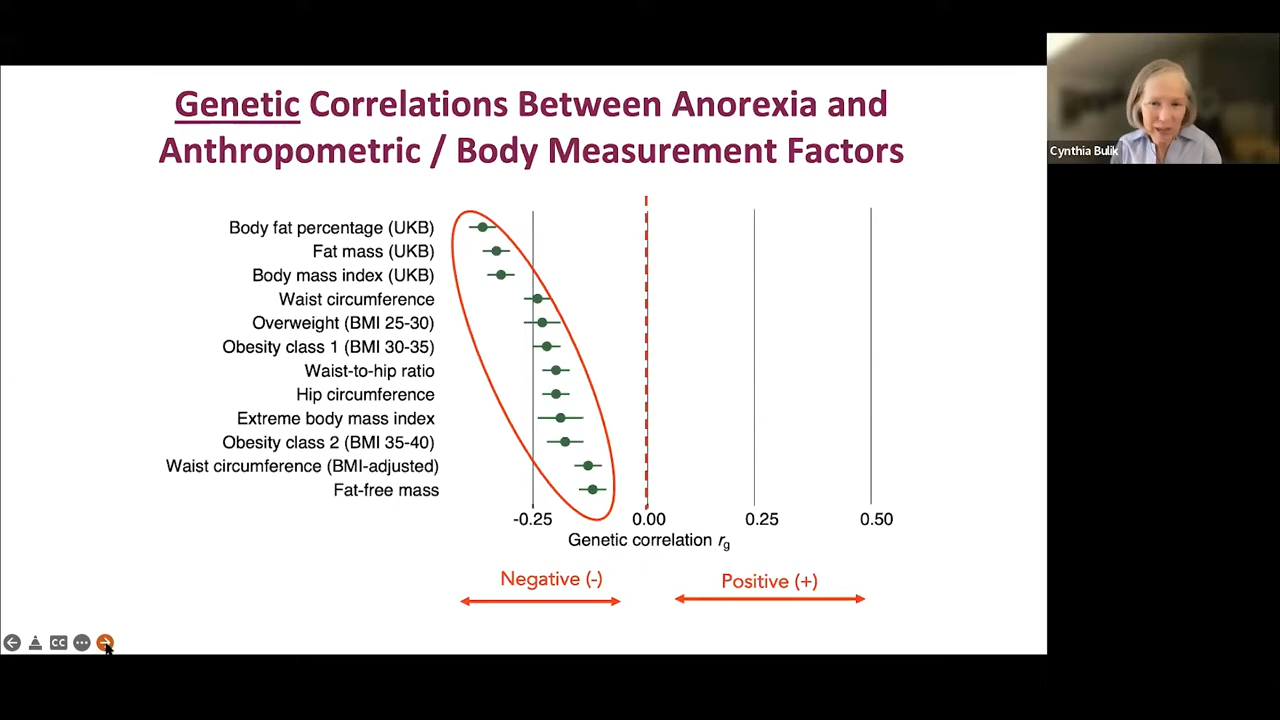 Genetic Correlations Between Anorexia and
Anthropometric / Body Measurement Factors
Cynthia Bulik
Body fat percentage (UKB)
Fat mass (UKB)
Body mass index (UKB)
Waist circumference
Overweight (BMI 25-30)
Obesity class 1 (BMI 30-35)
Waist-to-hip ratio
Hip circumference
Extreme body mass index
Obesity class 2 (BMI 35-40)
Waist circumference (BMI-adjusted)
Fat-free mass
-0.25 0.00 0.25 0.50
Genetic correlation rg
Negative (-) Positive (+)
CC